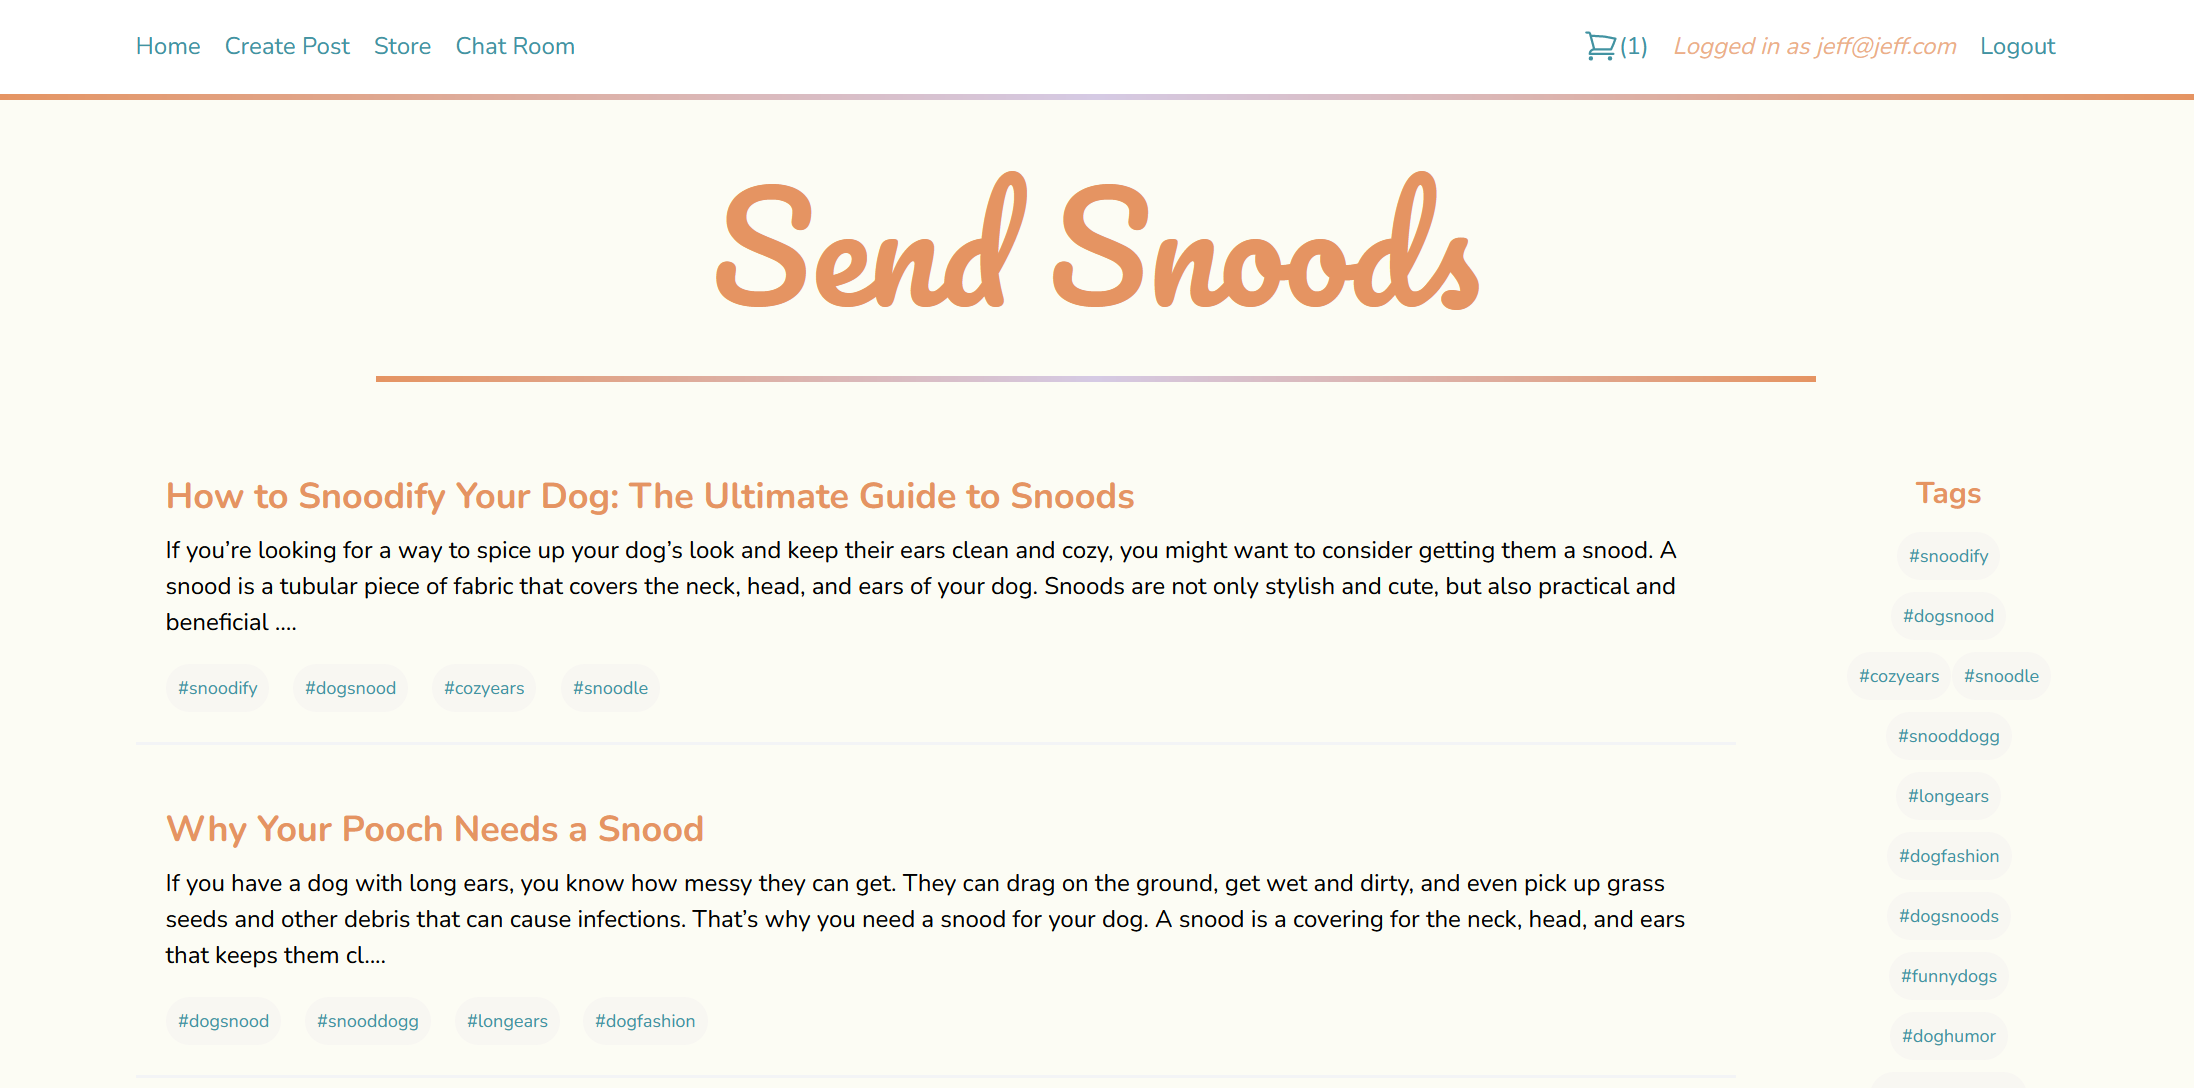 Home Create Post Store Chat Room (1) Logged in as jeff@jeff.com Logout
Send Snoods
How to Snoodify Your Dog: The Ultimate Guide to Snoods
If you’re looking for a way to spice up your dog’s look and keep their ears clean and cozy, you might want to consider getting them a snood. A
snood is a tubular piece of fabric that covers the neck, head, and ears of your dog. Snoods are not only stylish and cute, but also practical and
beneficial ....
#snoodify #dogsnood #cozyears #snoodle
Why Your Pooch Needs a Snood
If you have a dog with long ears, you know how messy they can get. They can drag on the ground, get wet and dirty, and even pick up grass
seeds and other debris that can cause infections. That’s why you need a snood for your dog. A snood is a covering for the neck, head, and ears
that keeps them cl....
#dogsnood #snooddogg #longears #dogfashion
Tags
#snoodify
#dogsnood
#cozyears #snoodle
#snooddogg
#longears
#dogfashion
#dogsnoods
#funnydogs
#doghumor